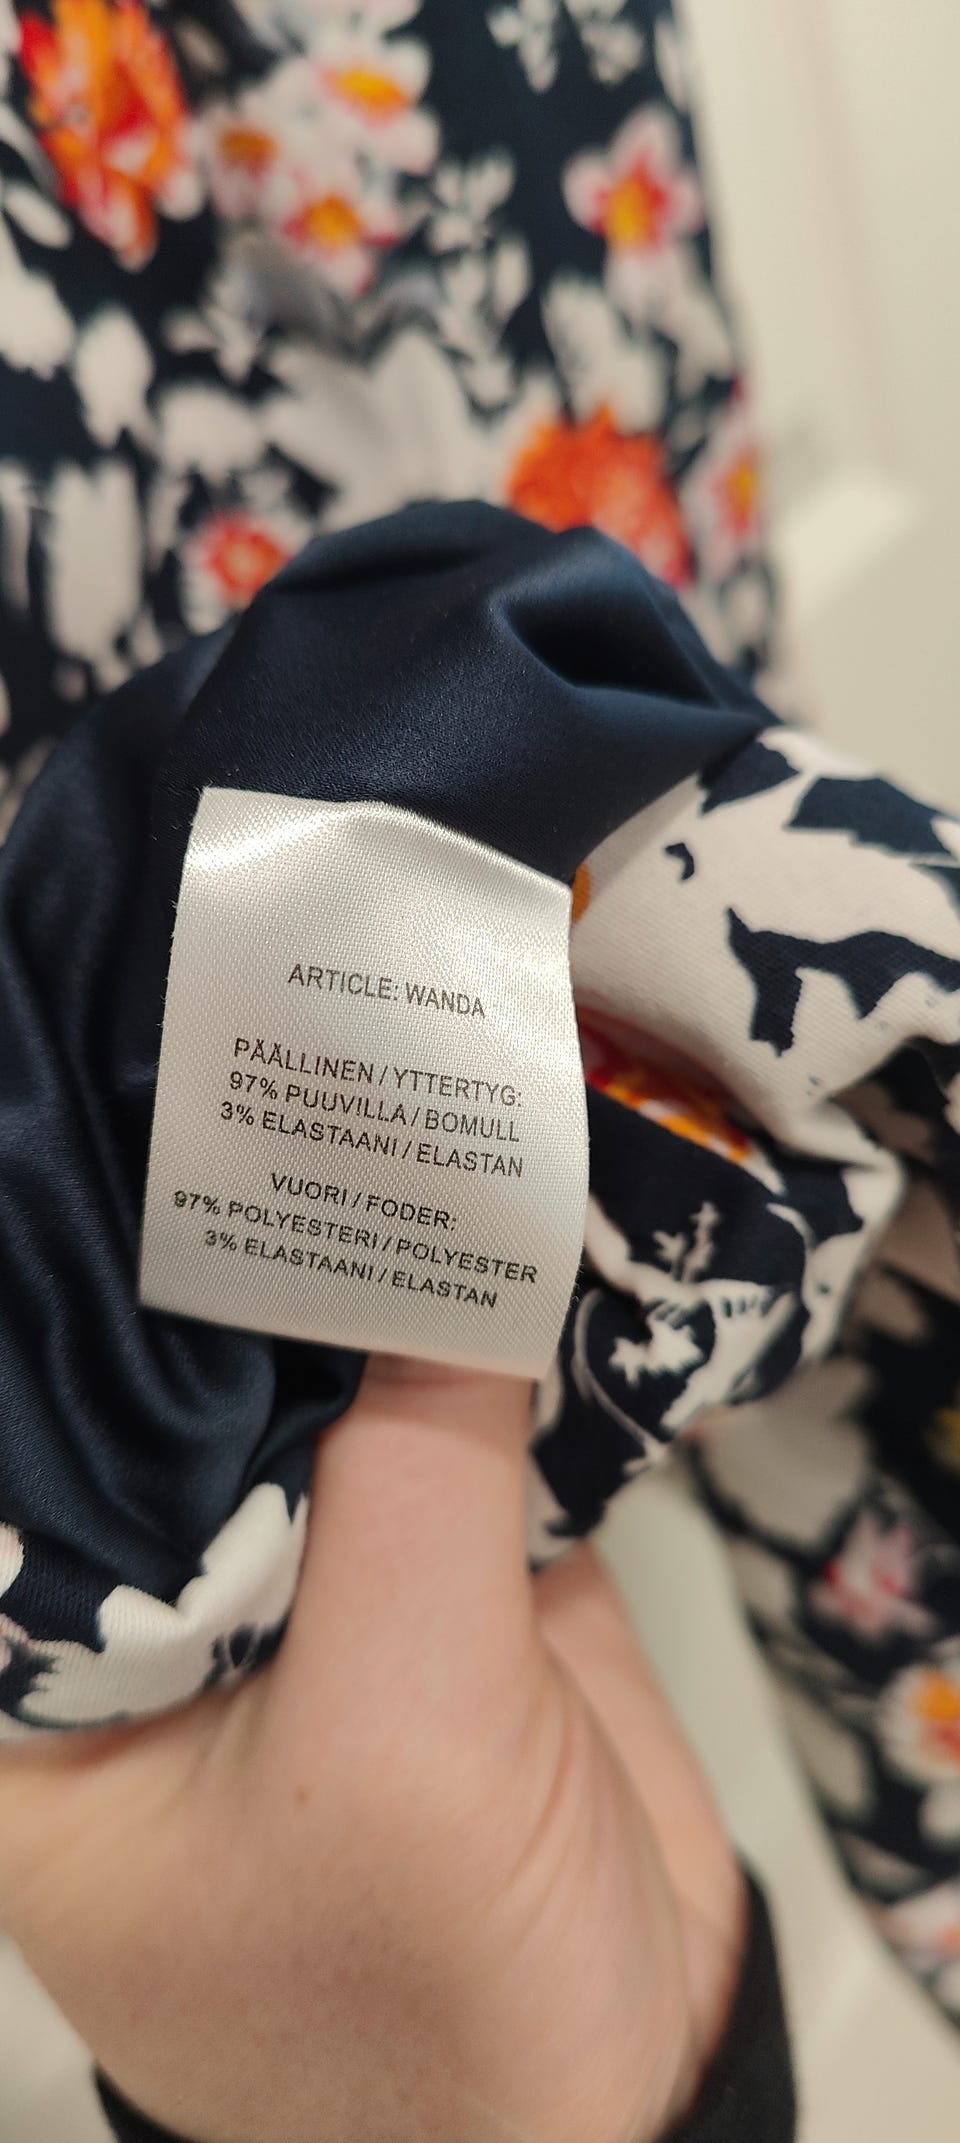 ARTICLE: WANDA
PÄÄLLINEN / YTTERTYG:
97% PUUVILLA / BOMULL
3% ELASTAANI / ELASTAN
VUORI / FODER:
97% POLYESTERI / POLYESTER
3% ELASTAANI / ELASTAN